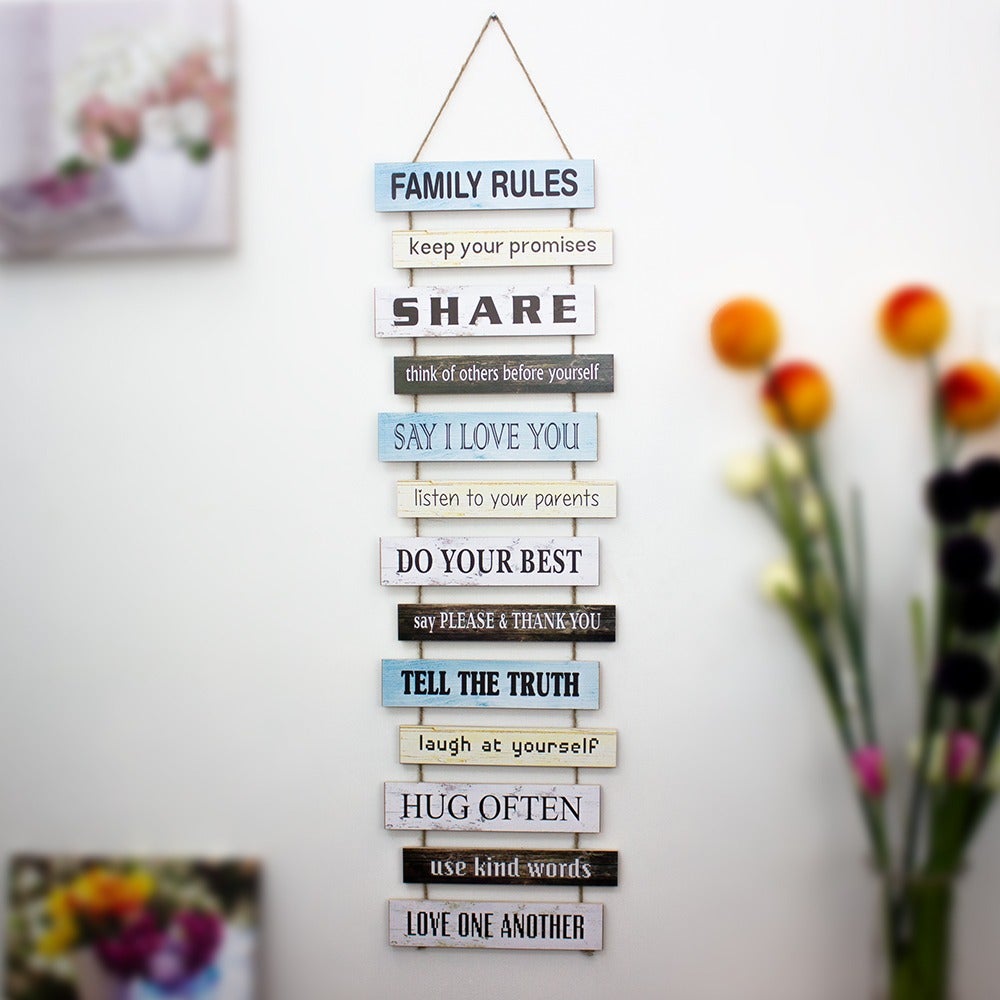 FAMILY RULES
keep your promises
SHARE
think of others before yourself
SAY I LOVE YOU
listen to your parents
DO YOUR BEST
say PLEASE & THANK YOU
TELL THE TRUTH
laugh at yourself
HUG OFTEN
use kind words
LOVE ONE ANOTHER